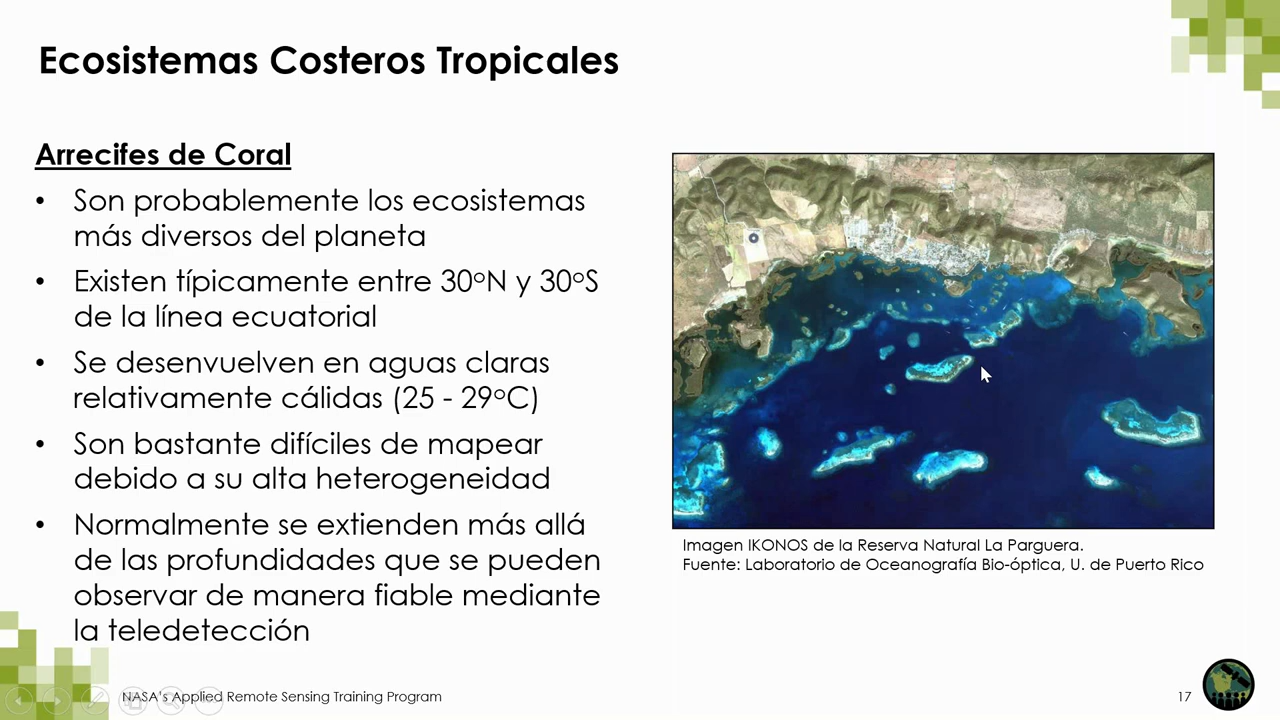 Ecosistemas Costeros Tropicales
Arrecifes de Coral
• Son probablemente los ecosistemas
más diversos del planeta
• Existen típicamente entre 30ºN y 30ºS
de la línea ecuatorial
• Se desenvuelven en aguas claras
relativamente cálidas (25 - 29ºC)
• Son bastante difíciles de mapear
debido a su alta heterogeneidad
• Normalmente se extienden más allá
de las profundidades que se pueden
observar de manera fiable mediante
la teledetección
Imagen IKONOS de la Reserva Natural La Parguera.
Fuente: Laboratorio de Oceanografía Bio-óptica, U. de Puerto Rico
NASA's Applied Remote Sensing Training Program
17